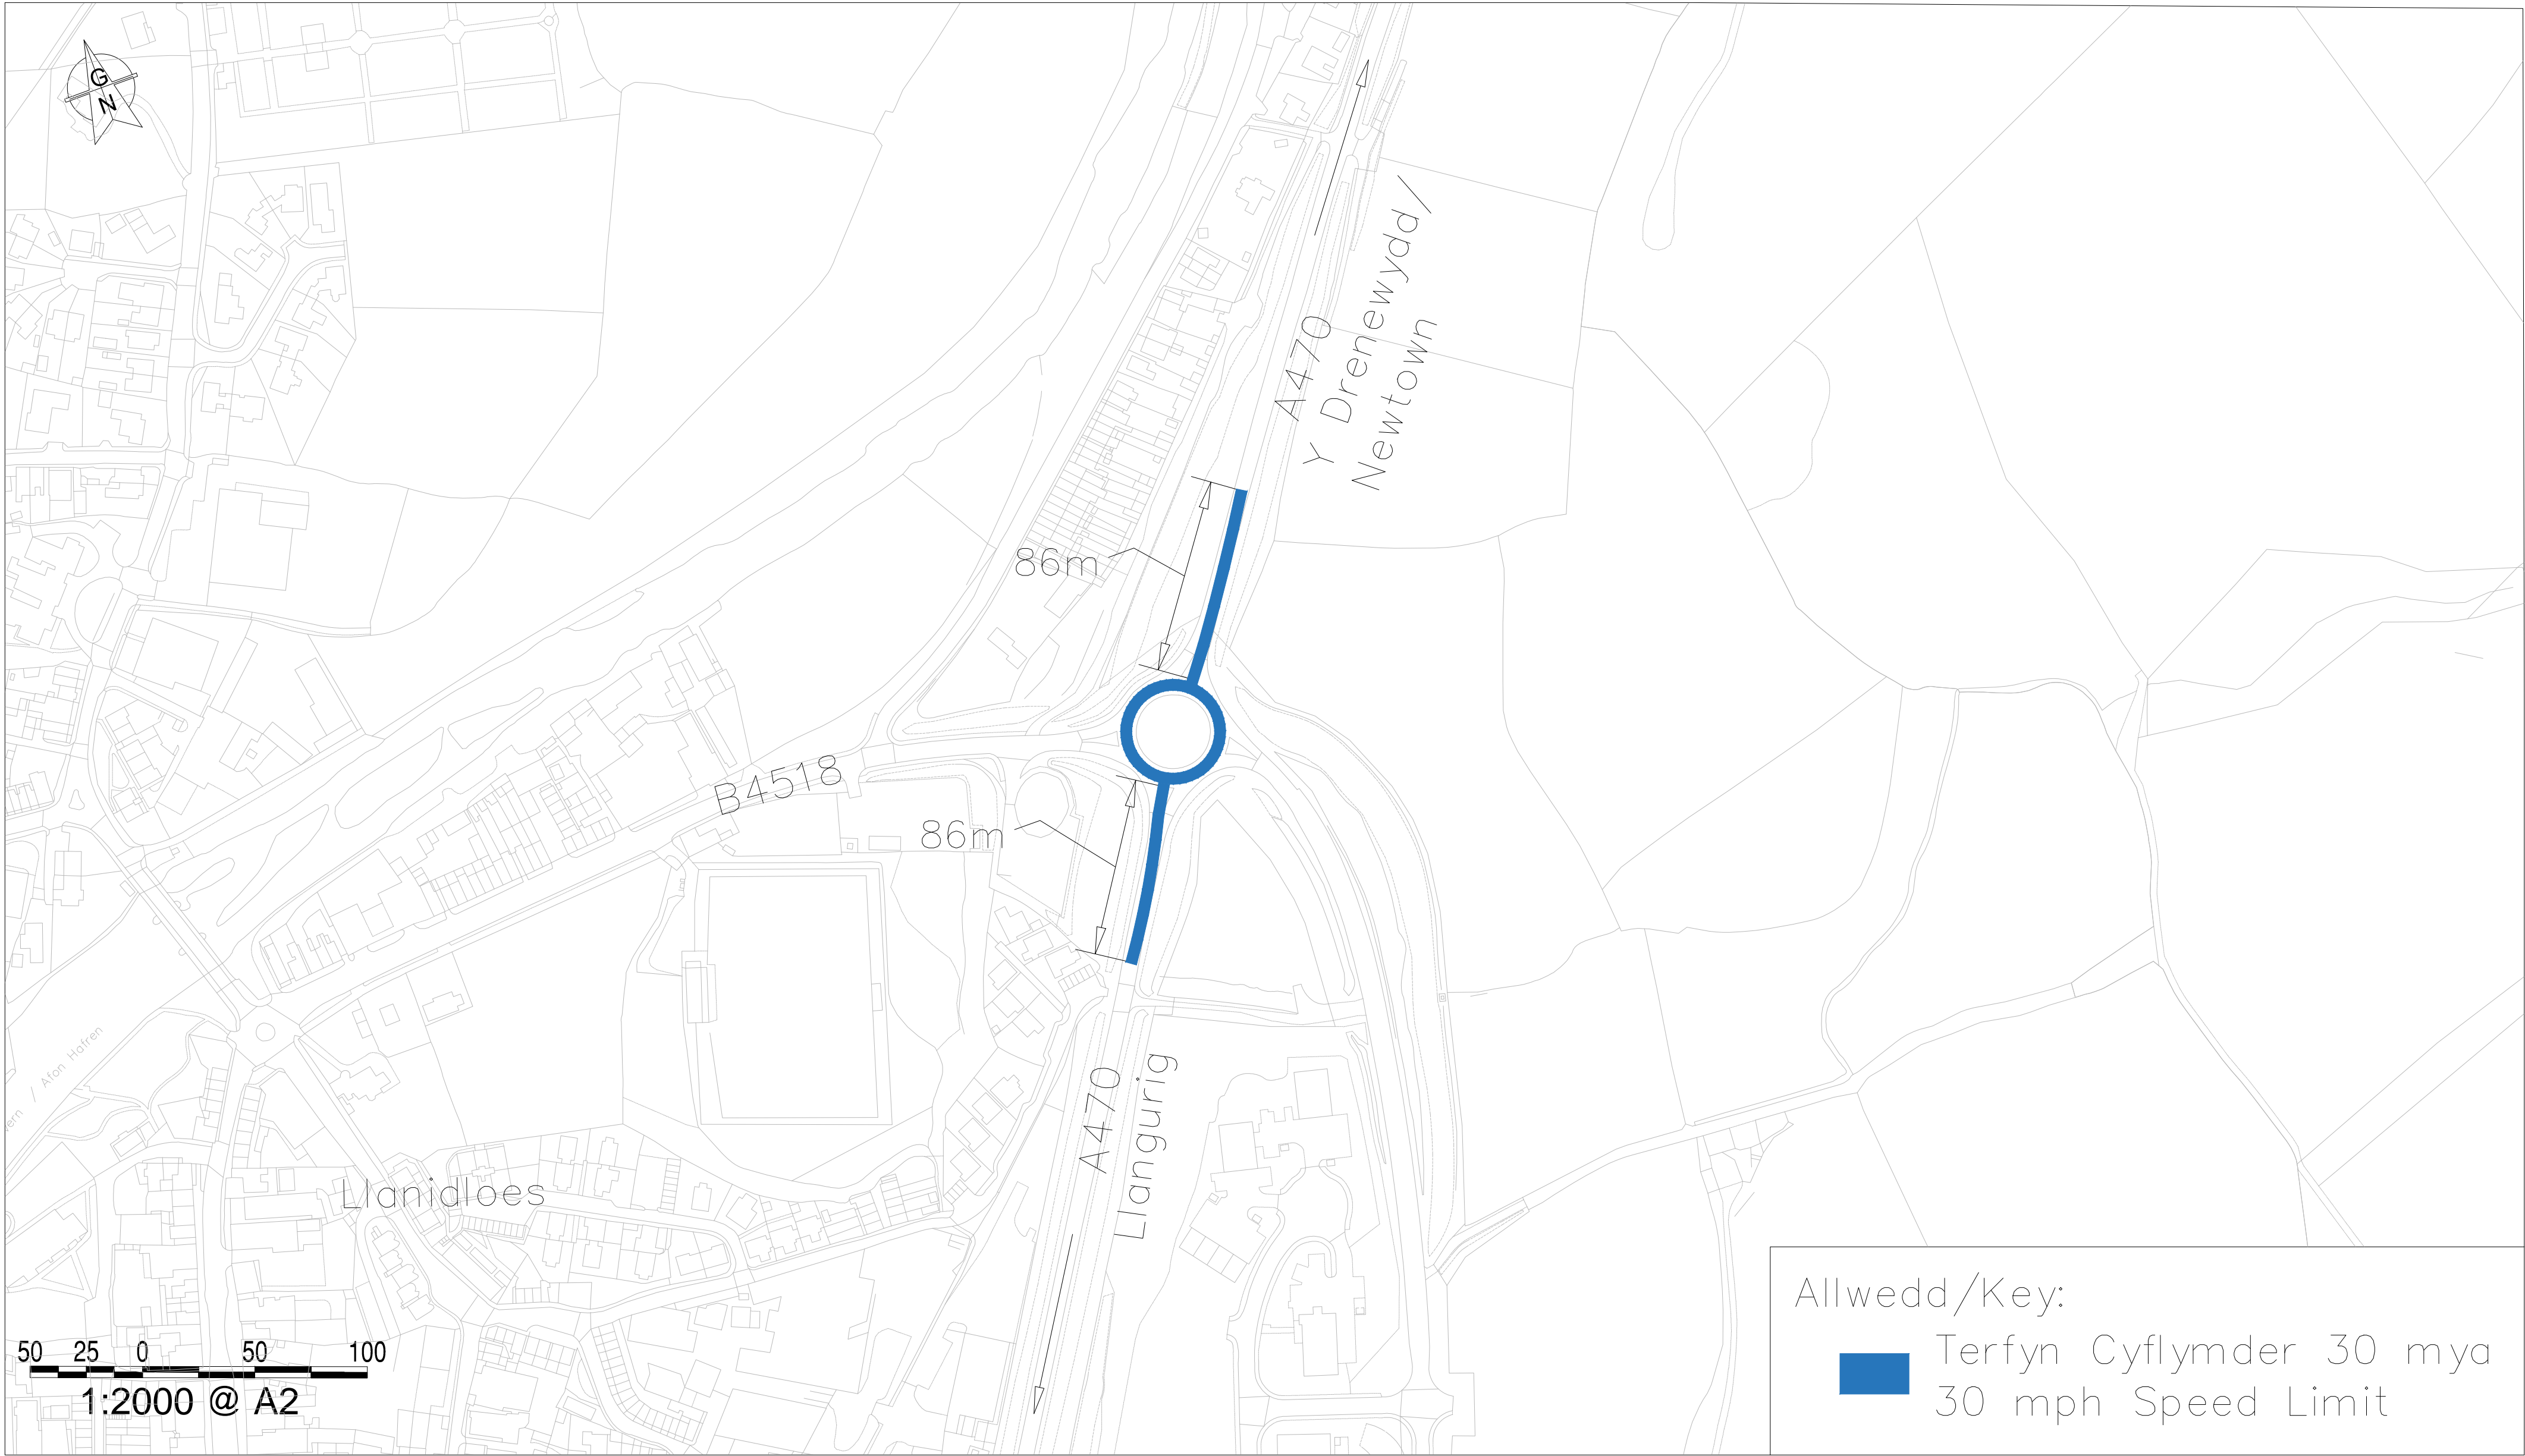 G
N
A470
Y Drenewydd/
Newtown
86m
B4518
86m
/ Afon Hafren
A470
Llangurig
Llanidloes
50 25 0 50 100
1:2000 @ A2
Allwedd/Key:
Terfyn Cyflymder 30 mya
30 mph Speed Limit